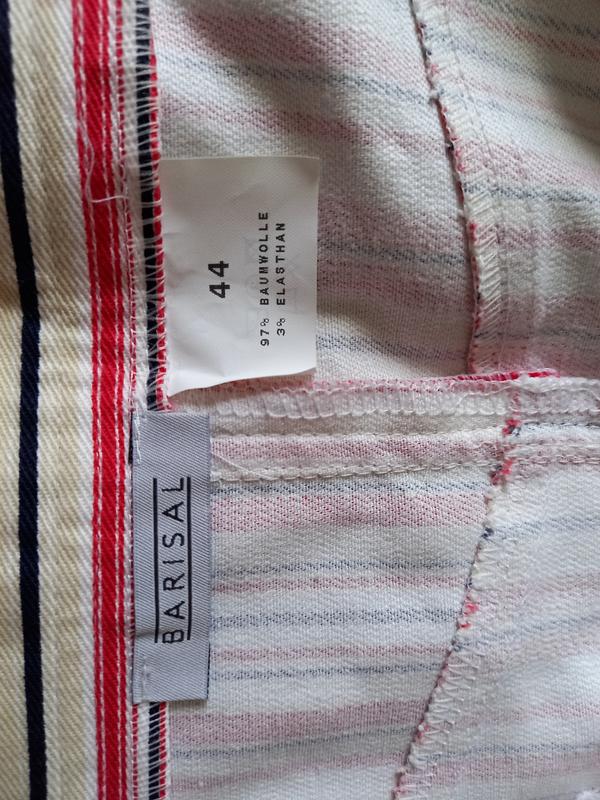 44
97% BAUMWOLLE
3% ELASTHAN
BARISAL